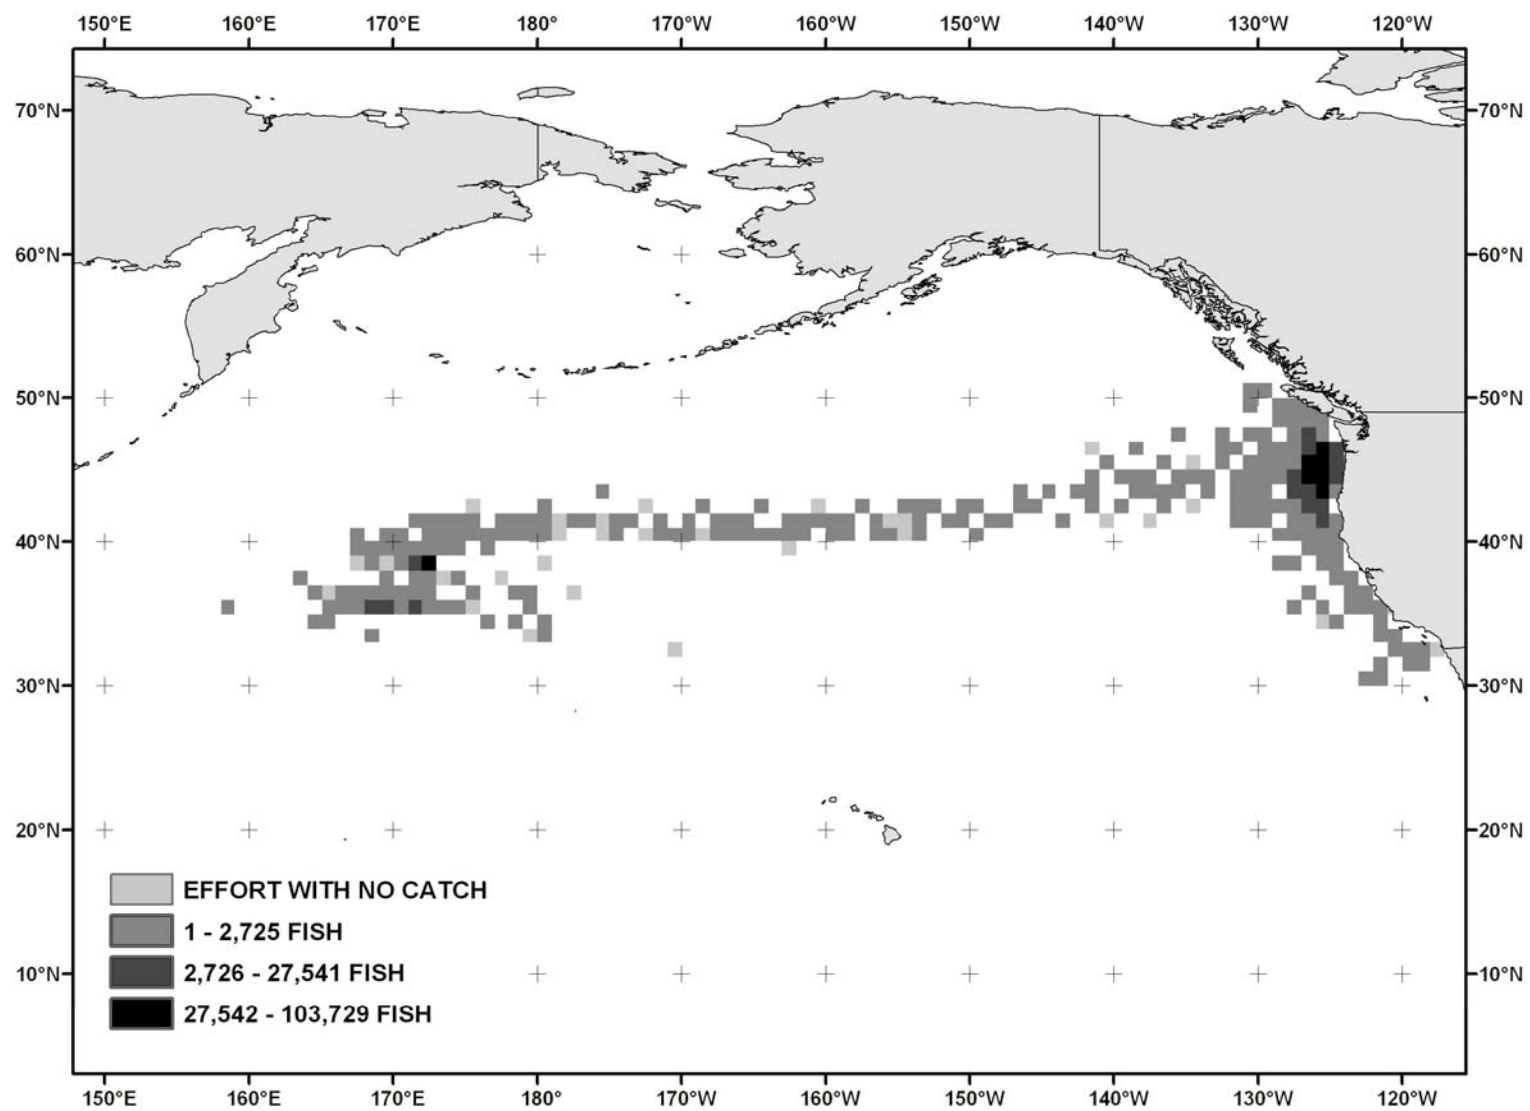 150°E 160°E 170°E 180° 170°W 160°W 150°W 140°W 130°W 120°W
70°N 70°N
60°N 60°N
50°N 50°N
40°N 40°N
30°N 30°N
20°N 20°N
EFFORT WITH NO CATCH
1 - 2,725 FISH
2,726 - 27,541 FISH
10°N 10°N
27,542 - 103,729 FISH
150°E 160°E 170°E 180° 170°W 160°W 150°W 140°W 130°W 120°W